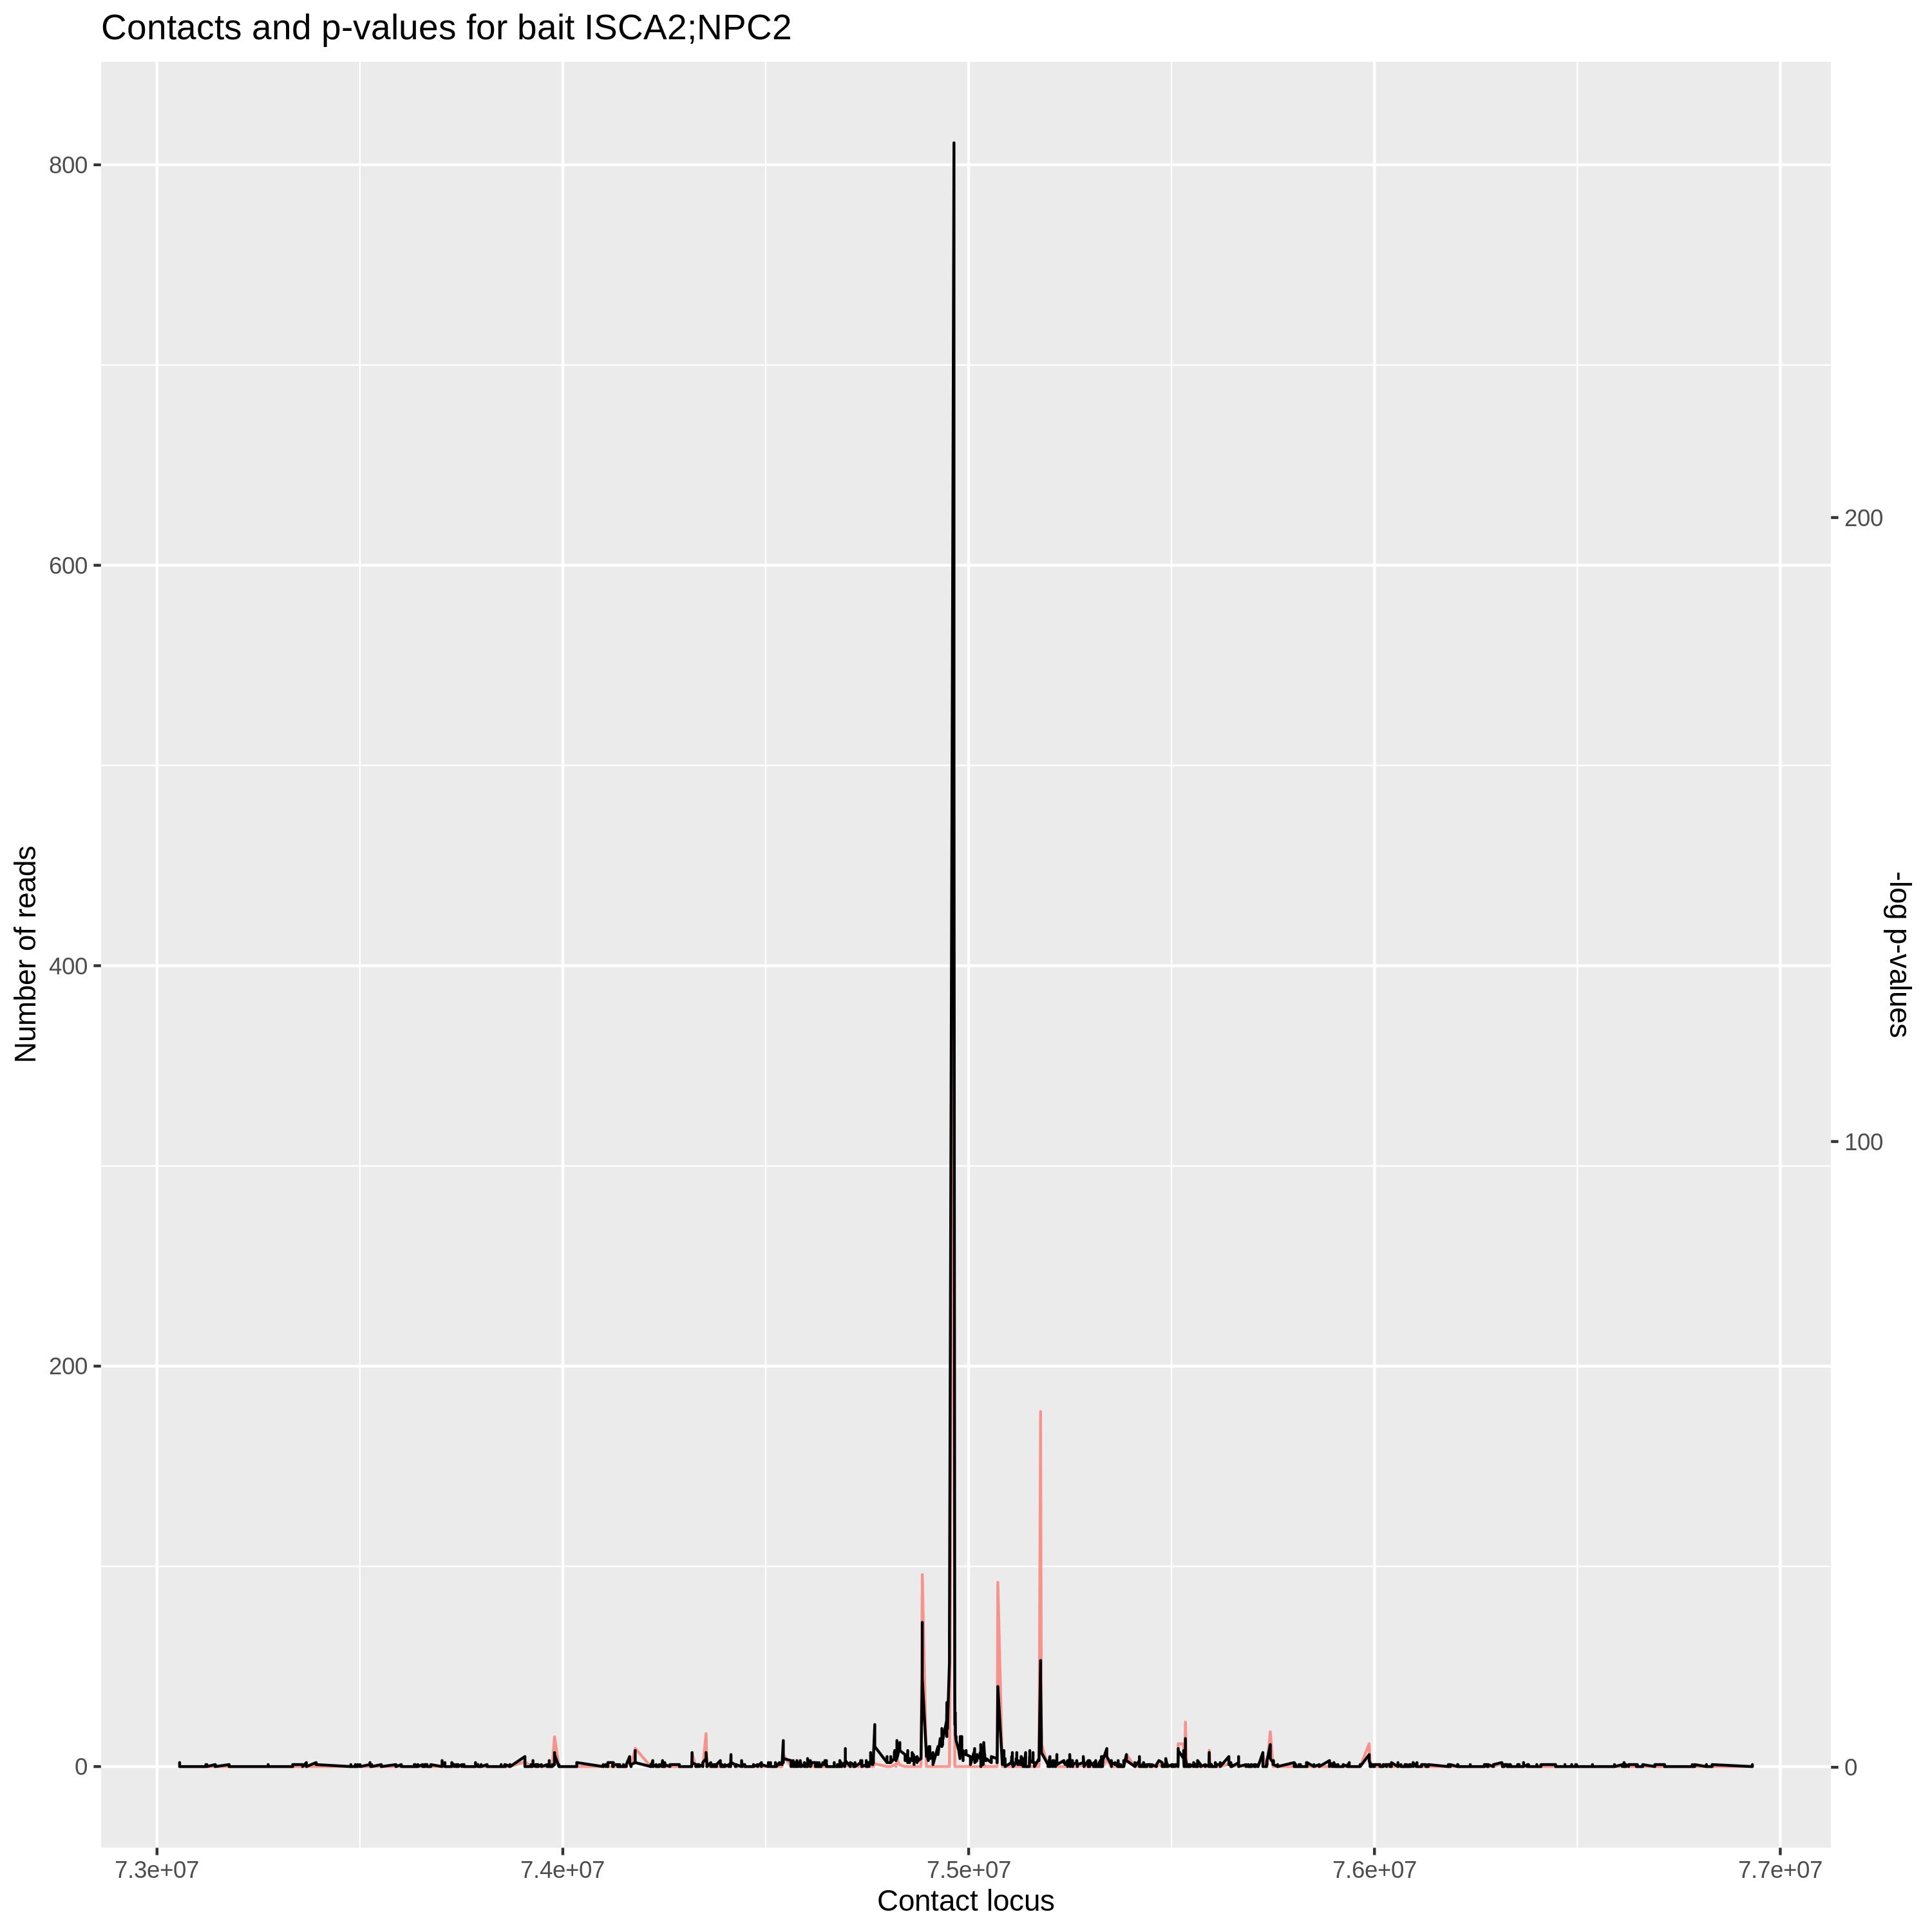 Contacts and p-values for bait ISCA2;NPC2
800
600
400
200
0
Number of reads
200
100
0
-log p-values
7.3e+07
7.4e+07
7.5e+07
7.6e+07
7.7e+07
Contact locus